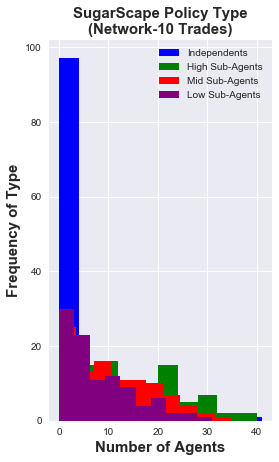 SugarScape Policy Type
(Network-10 Trades)
Independents
High Sub-Agents
Mid Sub-Agents
Low Sub-Agents
Frequency of Type
100
80
60
40
20
0
0 10 20 30 40
Number of Agents